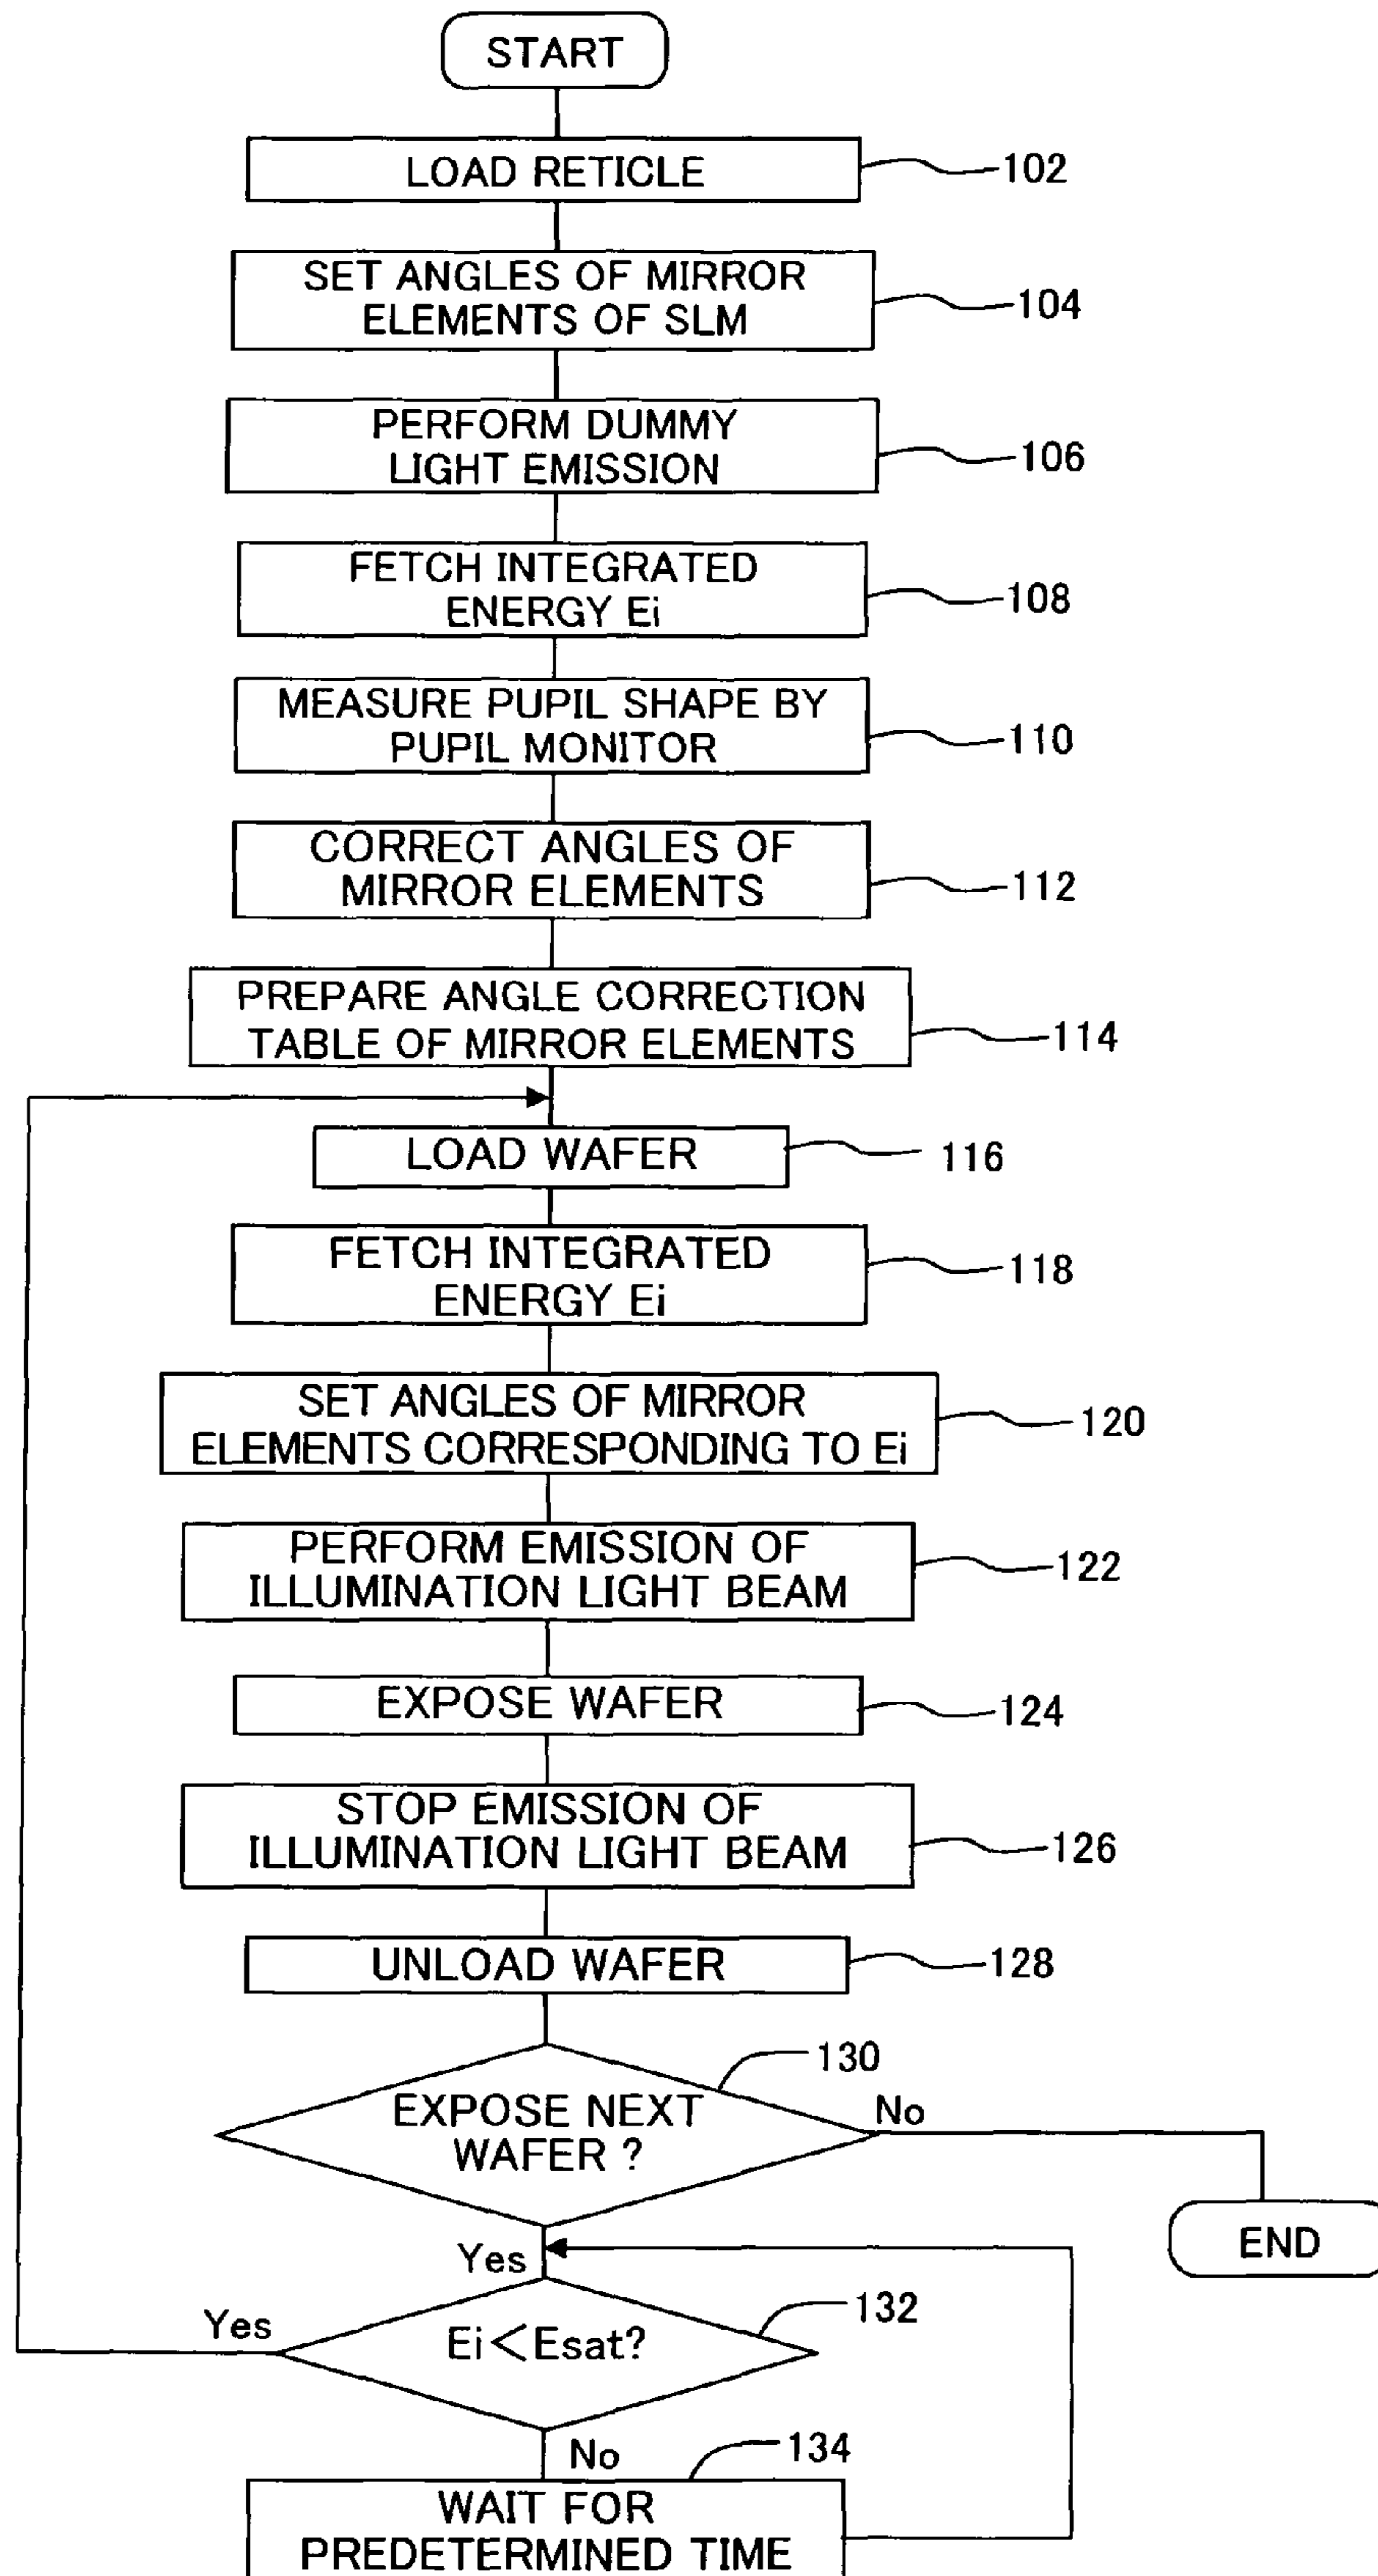 START
LOAD RETICLE
102
SET ANGLES OF MIRROR
ELEMENTS OF SLM
104
PERFORM DUMMY
LIGHT EMISSION
106
FETCH INTEGRATED
ENERGY Ei
108
MEASURE PUPIL SHAPE BY
PUPIL MONITOR
110
CORRECT ANGLES OF
MIRROR ELEMENTS
112
PREPARE ANGLE CORRECTION
TABLE OF MIRROR ELEMENTS
114
LOAD WAFER
116
FETCH INTEGRATED
ENERGY Ei
118
SET ANGLES OF MIRROR
ELEMENTS CORRESPONDING TO Ei
120
PERFORM EMISSION OF
ILLUMINATION LIGHT BEAM
122
EXPOSE WAFER
124
STOP EMISSION OF
ILLUMINATION LIGHT BEAM
126
UNLOAD WAFER
128
130
EXPOSE NEXT
WAFER ?
No
END
Yes
132
Yes
Ei<Esat?
No
134
WAIT FOR
PREDETERMINED TIME